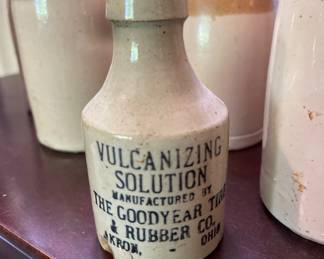 VULCANIZING
SOLUTION
MANUFACTURED BY
THE GOODYEAR TIRE
& RUBBER CO.
AKRON, OHIO